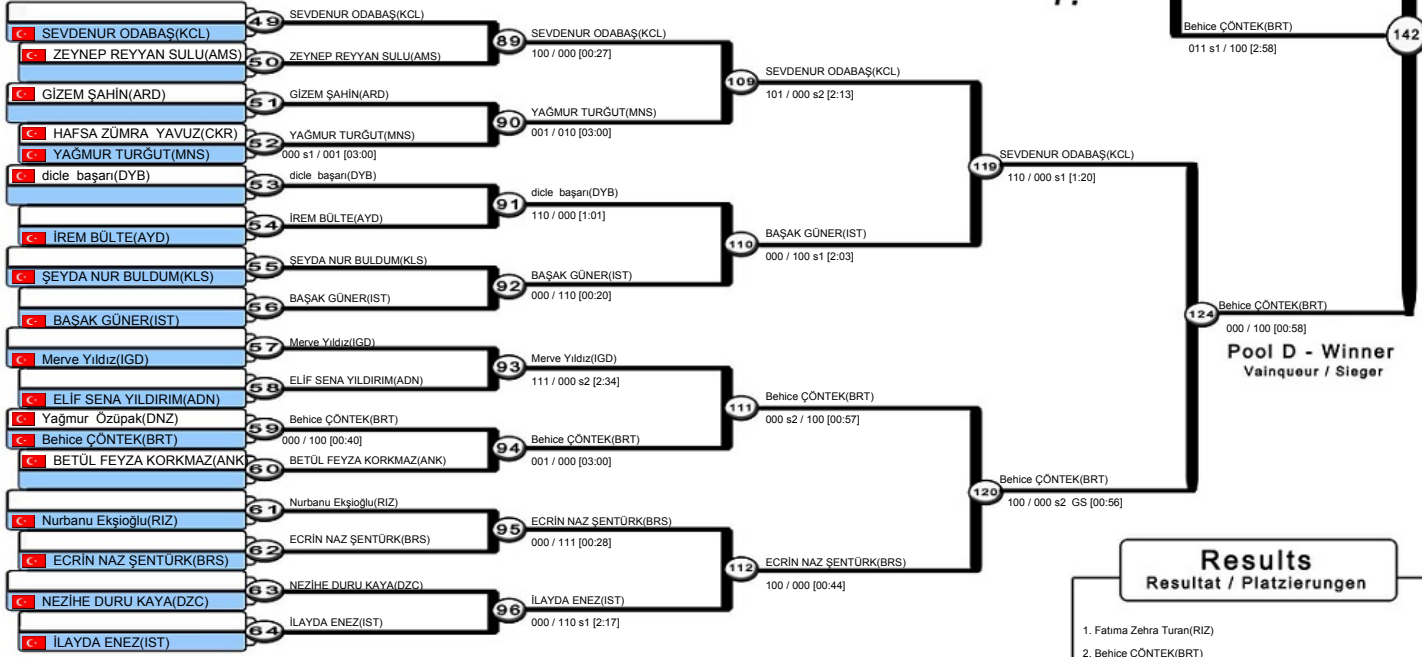 SEVDENUR ODABAŞ(KCL)
ZEYNEP REYYAN SULU(AMS)
GİZEM ŞAHİN(ARD)
HAFSA ZÜMRA YAVUZ(CKR)
YAĞMUR TURĞUT(MNS)
dicle başarı(DYB)
İREM BÜLTE(AYD)
ŞEYDA NUR BULDUM(KLS)
BAŞAK GÜNER(IST)
Merve Yıldız(IGD)
ELİF SENA YILDIRIM(ADN)
Yağmur Özüpak(DNZ)
Behice ÇÖNTEK(BRT)
BETÜL FEYZA KORKMAZ(ANK
Nurbanu Ekşioğlu(RIZ)
ECRİN NAZ ŞENTÜRK(BRS)
NEZİHE DURU KAYA(DZC)
İLAYDA ENEZ(IST)
49 SEVDENUR ODABAŞ(KCL)
50 ZEYNEP REYYAN SULU(AMS)
51 GİZEM ŞAHİN(ARD)
52 YAĞMUR TURĞUT(MNS)
000 s1 / 001 [03:00]
53 dicle başarı(DYB)
54 İREM BÜLTE(AYD)
55 ŞEYDA NUR BULDUM(KLS)
56 BAŞAK GÜNER(IST)
57 Merve Yıldız(IGD)
58 ELİF SENA YILDIRIM(ADN)
59 Behice ÇÖNTEK(BRT)
000 / 100 [00:40]
60 BETÜL FEYZA KORKMAZ(ANK)
61 Nurbanu Ekşioğlu(RIZ)
62 ECRİN NAZ ŞENTÜRK(BRS)
63 NEZİHE DURU KAYA(DZC)
64 İLAYDA ENEZ(IST)
89 SEVDENUR ODABAŞ(KCL)
100 / 000 [00:27]
90 YAĞMUR TURĞUT(MNS)
001 / 010 [03:00]
91 dicle başarı(DYB)
110 / 000 [1:01]
92 BAŞAK GÜNER(IST)
000 / 110 [00:20]
93 Merve Yıldız(IGD)
111 / 000 s2 [2:34]
94 Behice ÇÖNTEK(BRT)
001 / 000 [03:00]
95 ECRİN NAZ ŞENTÜRK(BRS)
000 / 111 [00:28]
96 İLAYDA ENEZ(IST)
000 / 110 s1 [2:17]
109 SEVDENUR ODABAŞ(KCL)
101 / 000 s2 [2:13]
110 BAŞAK GÜNER(IST)
000 / 100 s1 [2:03]
111 Behice ÇÖNTEK(BRT)
000 s2 / 100 [00:57]
112 ECRİN NAZ ŞENTÜRK(BRS)
100 / 000 [00:44]
119 SEVDENUR ODABAŞ(KCL)
110 / 000 s1 [1:20]
120 Behice ÇÖNTEK(BRT)
100 / 000 s2 GS [00:56]
124 Behice ÇÖNTEK(BRT)
000 / 100 [00:58]
Pool D - Winner
Vainqueur / Sieger
Behice ÇÖNTEK(BRT)
011 s1 / 100 [2:58]
142
Results
Resultat / Platzierungen
1. Fatıma Zehra Turan(RIZ)
2. Behice ÇÖNTEK(BRT)